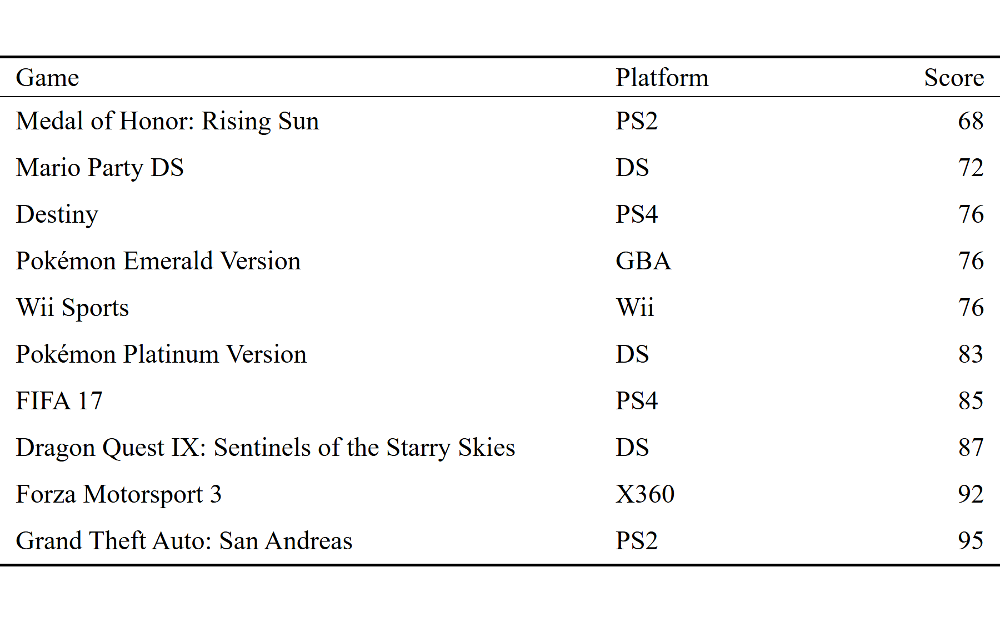 Game Platform Score
Medal of Honor: Rising Sun PS2 68
Mario Party DS DS 72
Destiny PS4 76
Pokémon Emerald Version GBA 76
Wii Sports Wii 76
Pokémon Platinum Version DS 83
FIFA 17 PS4 85
Dragon Quest IX: Sentinels of the Starry Skies DS 87
Forza Motorsport 3 X360 92
Grand Theft Auto: San Andreas PS2 95